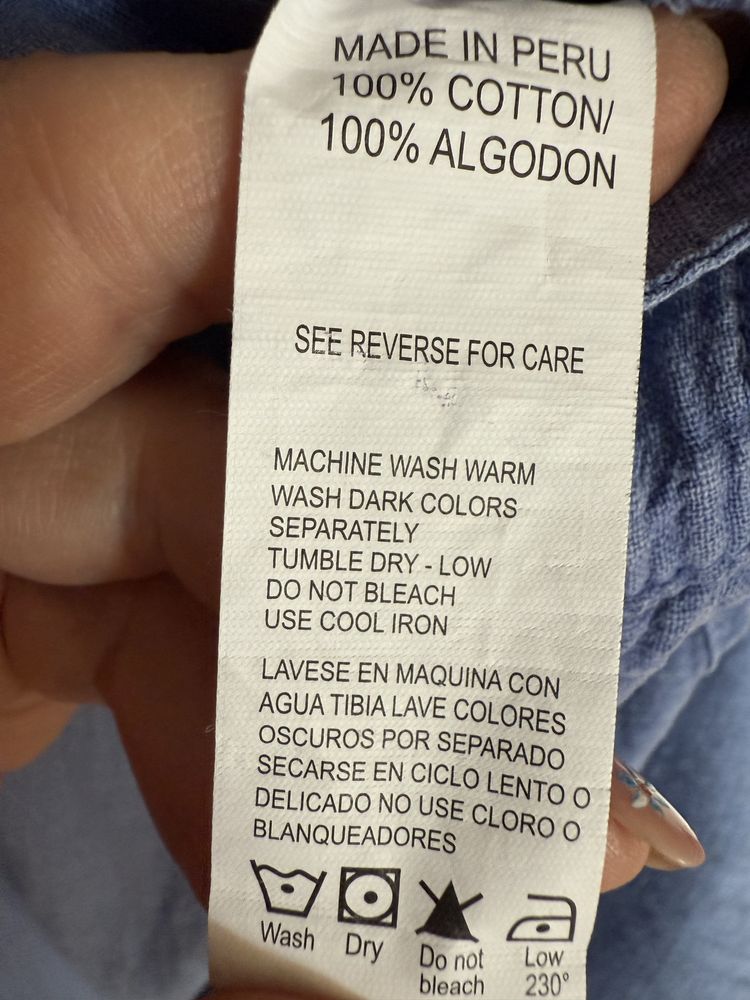 MADE IN PERU
100% COTTON/
100% ALGODON
SEE REVERSE FOR CARE
MACHINE WASH WARM
WASH DARK COLORS
SEPARATELY
TUMBLE DRY - LOW
DO NOT BLEACH
USE COOL IRON
LAVESE EN MAQUINA CON
AGUA TIBIA LAVE COLORES
OSCUROS POR SEPARADO
SECARSE EN CICLO LENTO O
DELICADO NO USE CLORO O
BLANQUEADORES
Wash Dry Do not Low
bleach 230°